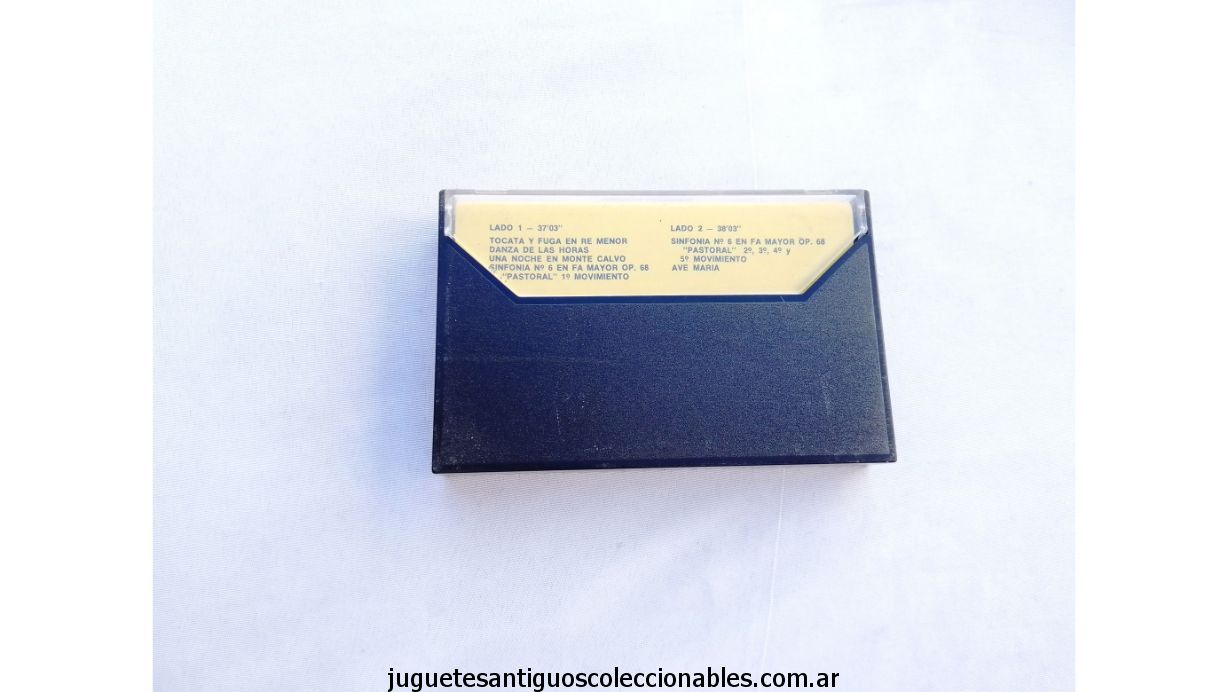 LADO 1 – 37'03"
TOCATA Y FUGA EN RE MENOR
DANZA DE LAS HORAS
UNA NOCHE EN MONTE CALVO
SINFONIA Nº 6 EN FA MAYOR OP. 68
"PASTORAL" 1º MOVIMIENTO
LADO 2 – 38'03"
SINFONIA Nº 6 EN FA MAYOR OP. 68
"PASTORAL" 2º, 3º, 4º y
5º MOVIMIENTO
AVE MARIA
juguetesantiguoscoleccionables.com.ar